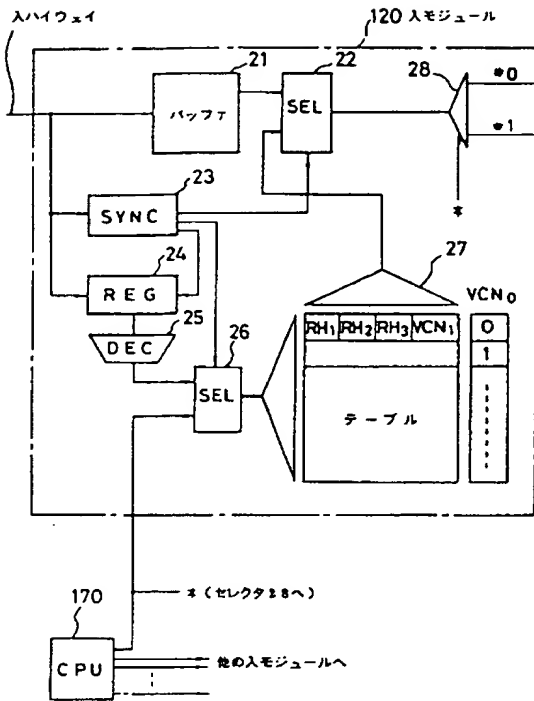 入ハイウェイ
120 入モジュール
21
22
28
バッファ
SEL
*0
*1
23
SYNC
*
24
REG
27
25
DEC
26
SEL
VCN₀
RH₁ RH₂ RH₃ VCN₁
0
1
テーブル
*(セレクタ28へ)
170
CPU
他の入モジュールへ